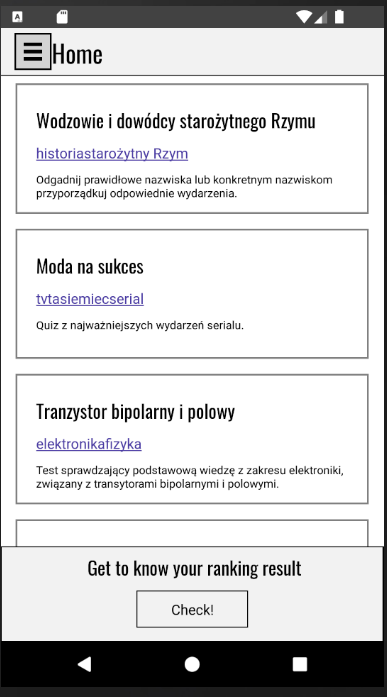 Home
Wodzowie i dowódcy starożytnego Rzymu
historiastarożytny Rzym
Odgadnij prawidłowe nazwiska lub konkretnym nazwiskom
przyporządkuj odpowiednie wydarzenia.
Moda na sukces
tvtasiemiecserial
Quiz z najważniejszych wydarzeń serialu.
Tranzystor bipolarny i polowy
elektronikafizyka
Test sprawdzający podstawową wiedzę z zakresu elektroniki,
związany z transytorami bipolarnymi i polowymi.
Get to know your ranking result
Check!